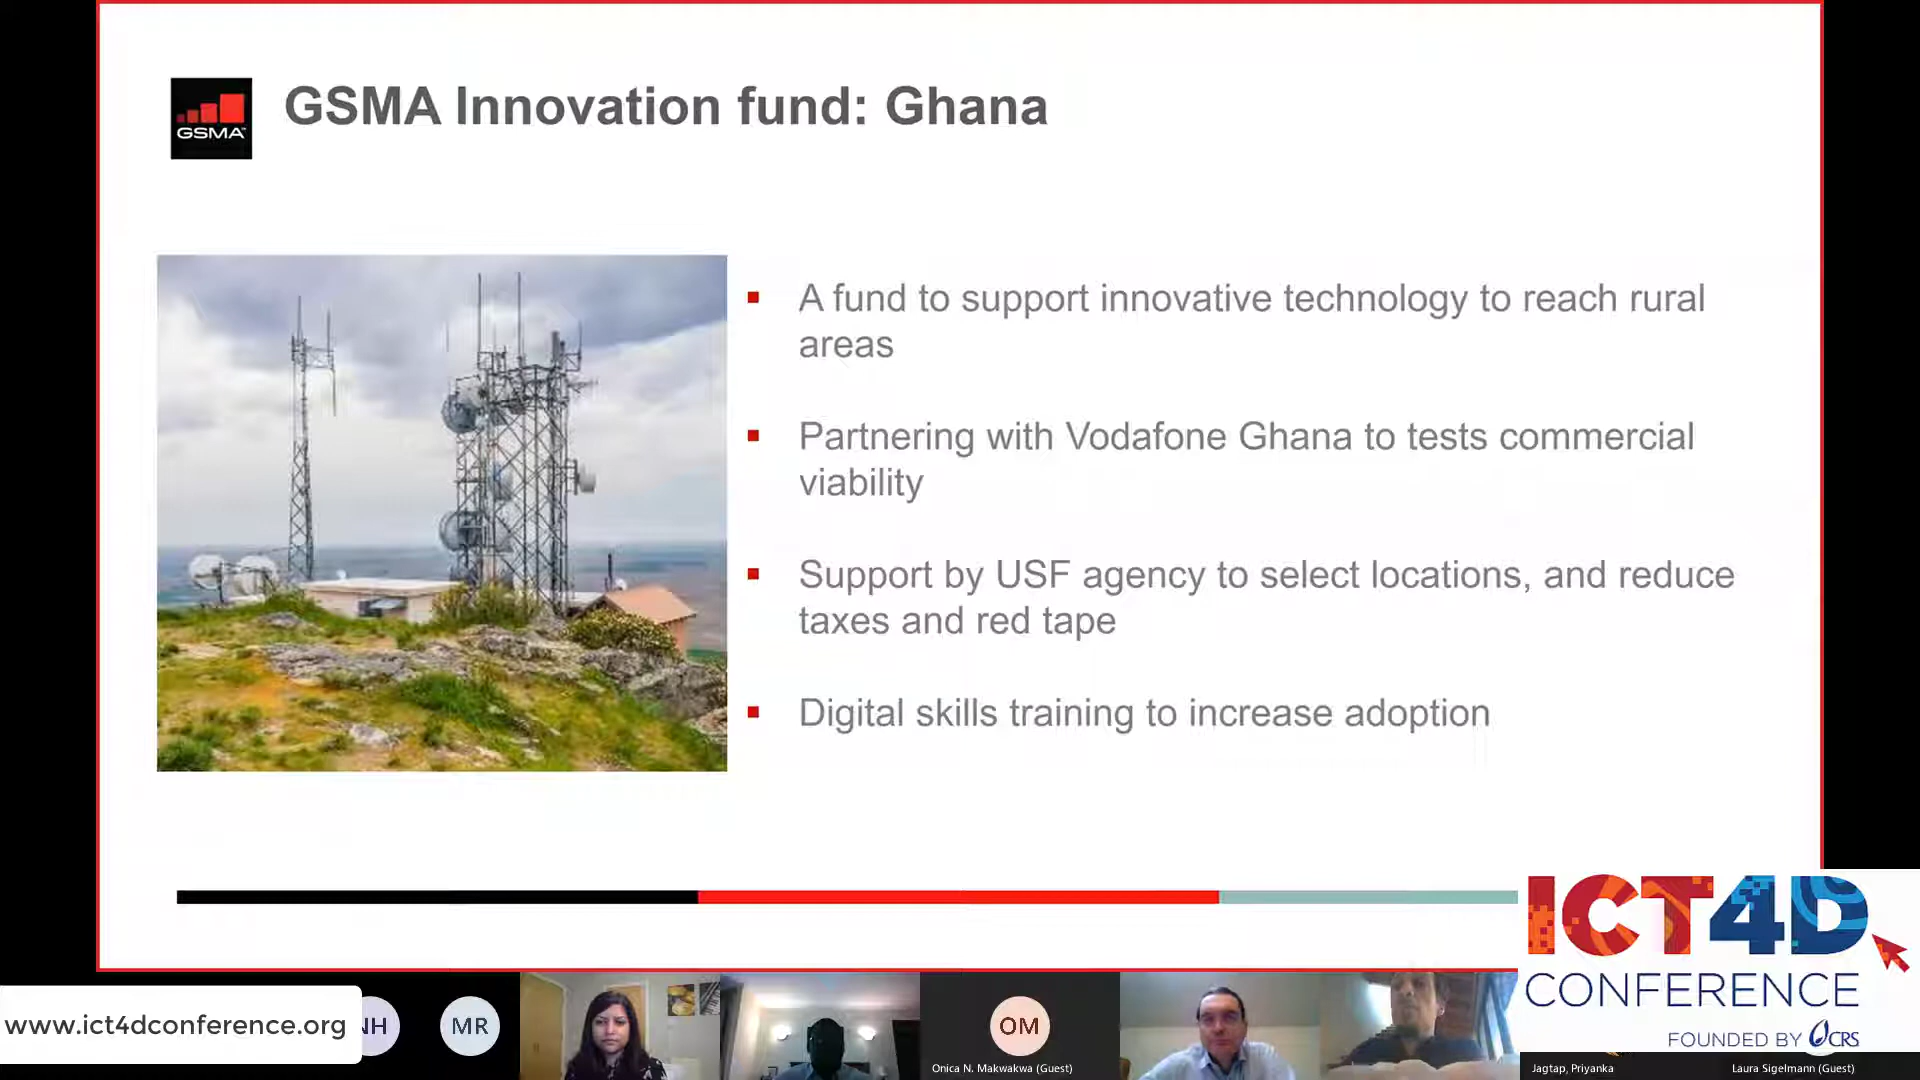 GSMA
GSMA Innovation fund: Ghana
A fund to support innovative technology to reach rural
areas
Partnering with Vodafone Ghana to tests commercial
viability
Support by USF agency to select locations, and reduce
taxes and red tape
Digital skills training to increase adoption
ICT4D
CONFERENCE
FOUNDED BY CRS
www.ict4dconference.org
NH
MR
OM
Onica N. Makwakwa (Guest)
Jagtap, Priyanka
Laura Sigelmann (Guest)